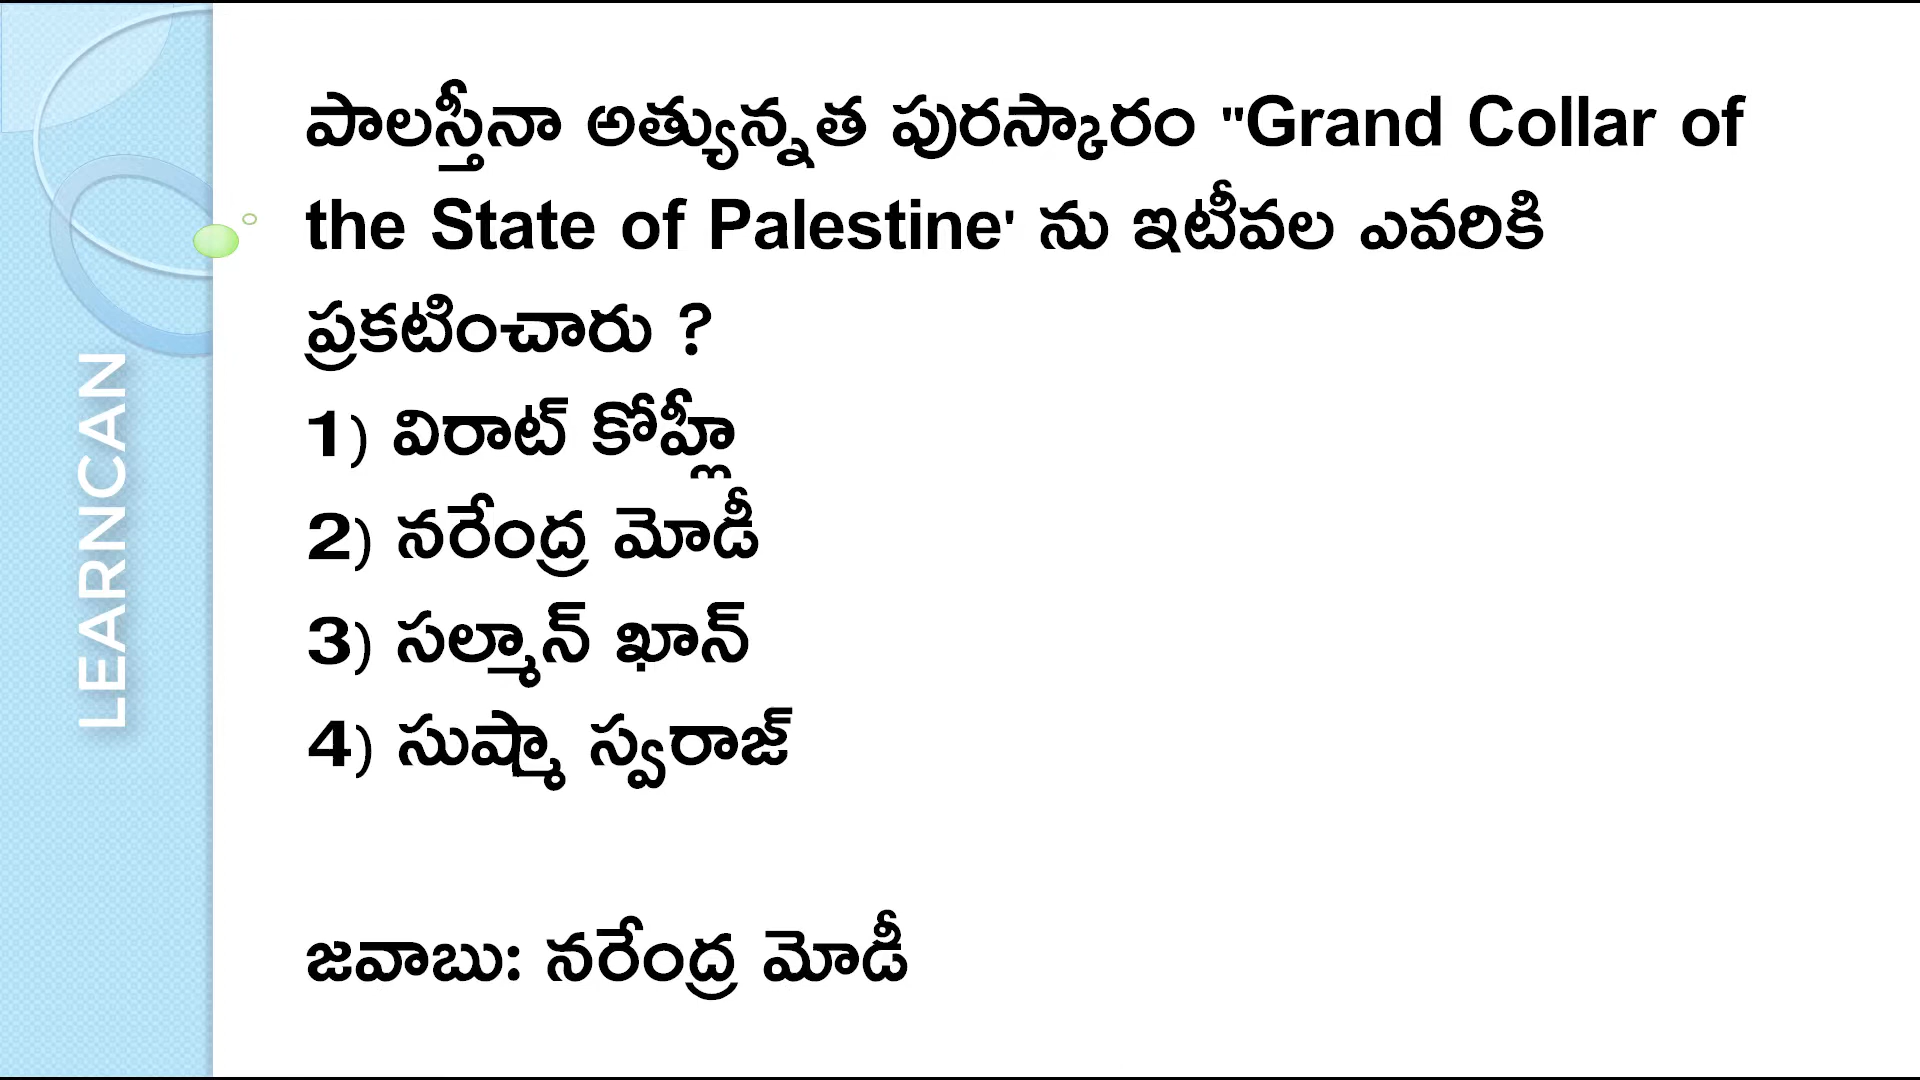 LEARNCAN
పాలస్తీనా అత్యున్నత పురస్కారం "Grand Collar of
the State of Palestine' ను ఇటీవల ఎవరికి
ప్రకటించారు ?
1) విరాట్ కోహ్లీ
2) నరేంద్ర మోడీ
3) సల్మాన్ ఖాన్
4) సుష్మా స్వరాజ్
జవాబు: నరేంద్ర మోడీ